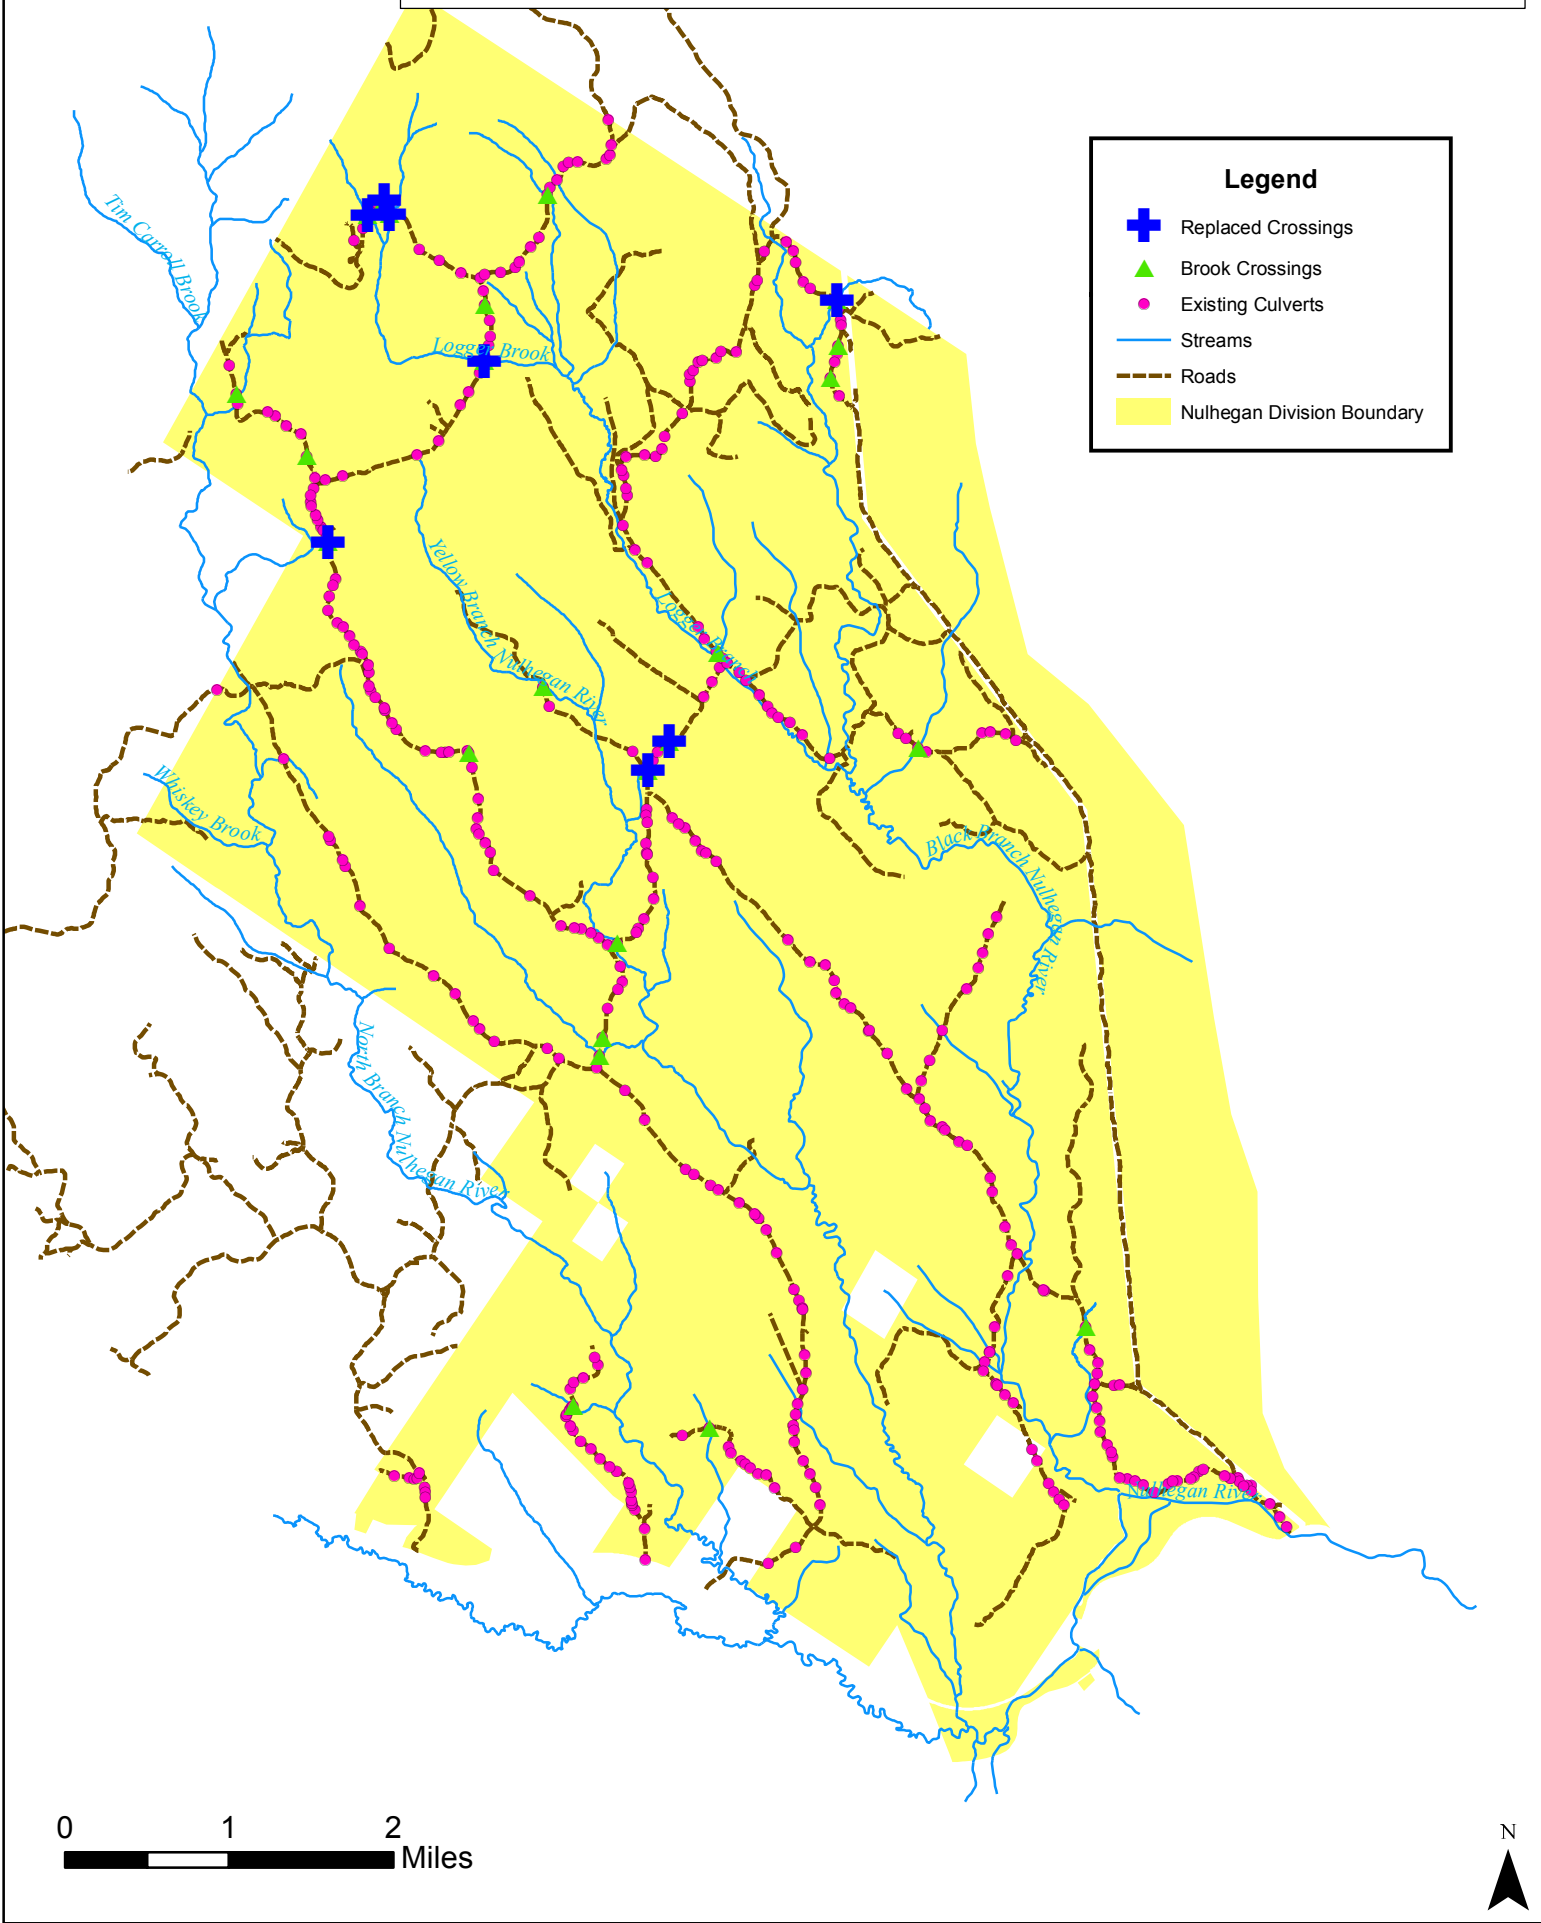 Legend
Replaced Crossings
Brook Crossings
Existing Culverts
Streams
Roads
Nulhegan Division Boundary
Tim Carroll Brook
Logger Brook
Yellow Branch Nulhegan River
Logger Branch
Whiskey Brook
Black Branch Nulhegan River
North Branch Nulhegan River
Nulhegan River
0 1 2
Miles
N